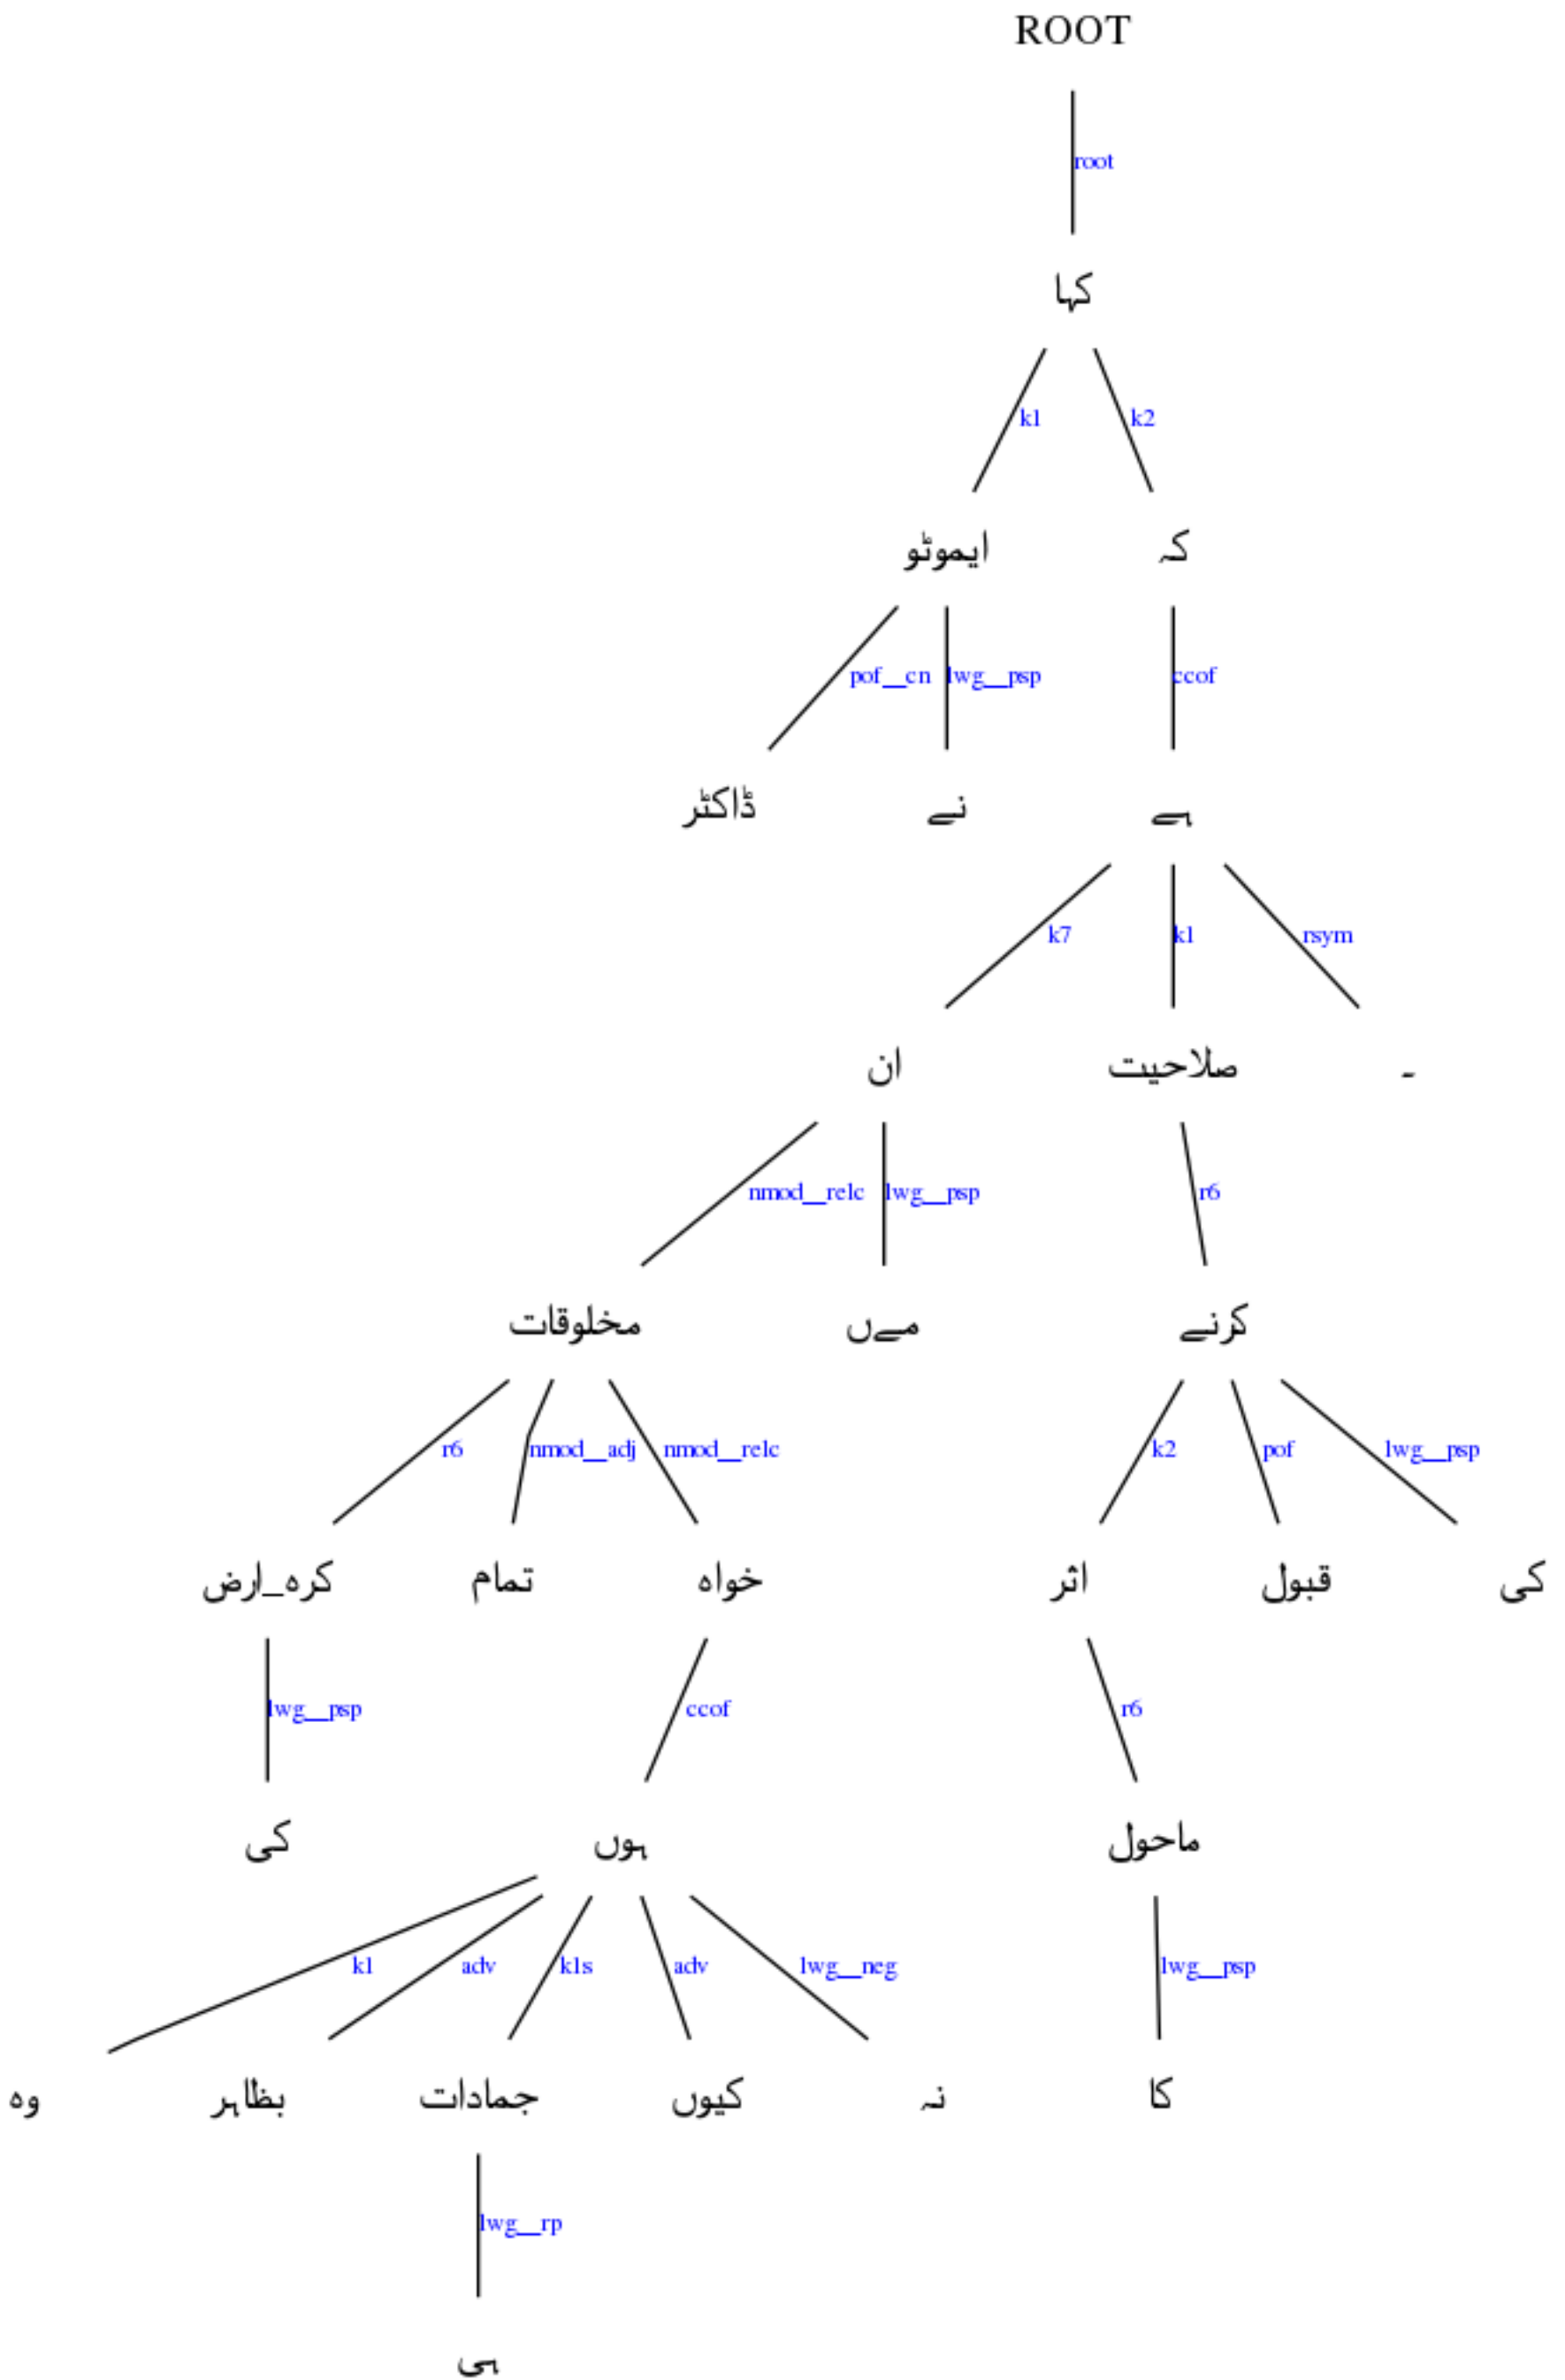 ROOT
root
کہا
k1 k2
ایموٹو کہ
pof__cn lwg__psp ccof
ڈاکٹر نے ہے
k7 k1 rsym
ان صلاحیت ۔
nmod__relc lwg__psp r6
مخلوقات مےں کرنے
r6 nmod__adj nmod__relc k2 pof lwg__psp
کرہ_ارض تمام خواہ اثر قبول کی
lwg__psp ccof r6
کی ہوں ماحول
k1 adv k1s adv lwg__neg lwg__psp
وہ بظاہر جمادات کیوں نہ کا
lwg__rp
ہی